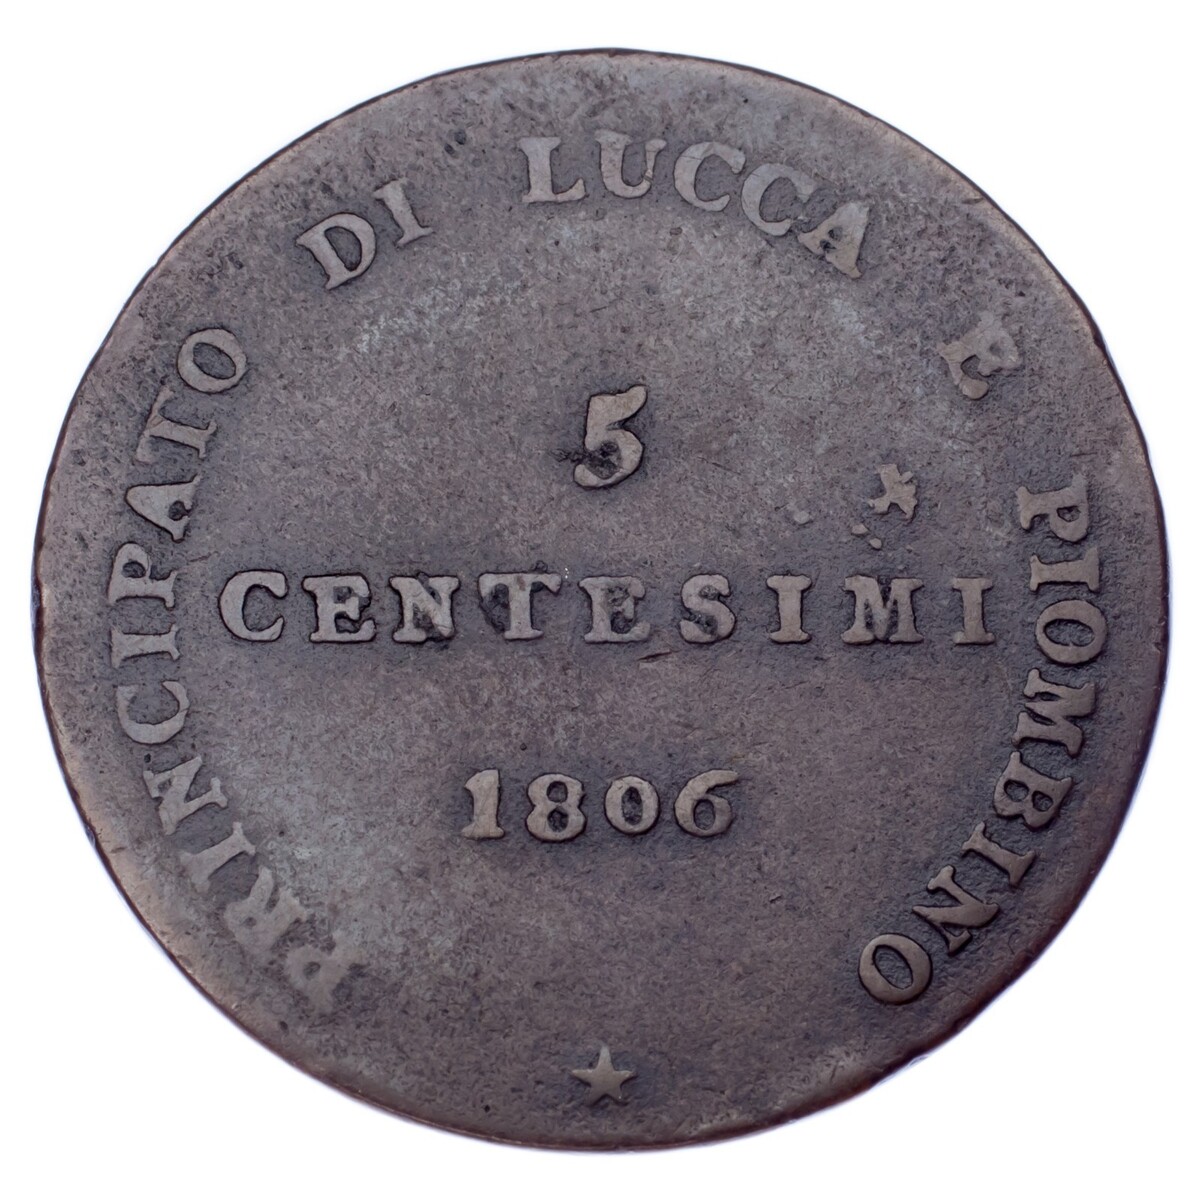 PRINCIPATO DI LUCCA E PIOMBINO
5
CENTESIMI
1806